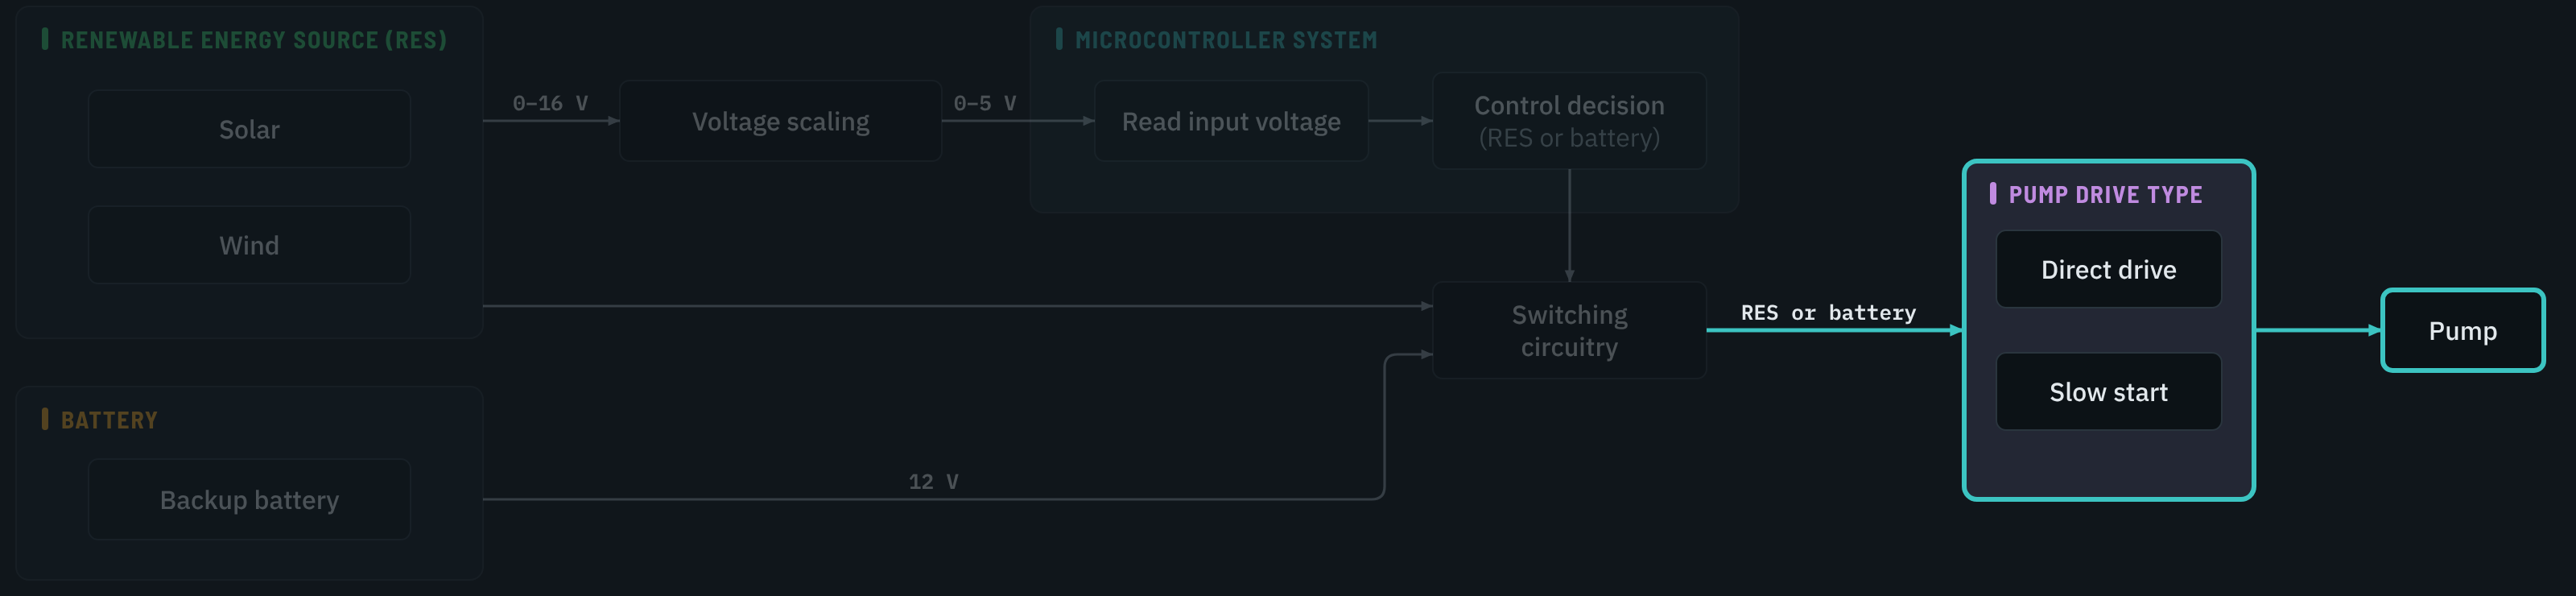 RENEWABLE ENERGY SOURCE (RES)
Solar
Wind
0–16 V
Voltage scaling
0–5 V
MICROCONTROLLER SYSTEM
Read input voltage
Control decision
(RES or battery)
BATTERY
Backup battery
12 V
Switching
circuitry
RES or battery
PUMP DRIVE TYPE
Direct drive
Slow start
Pump